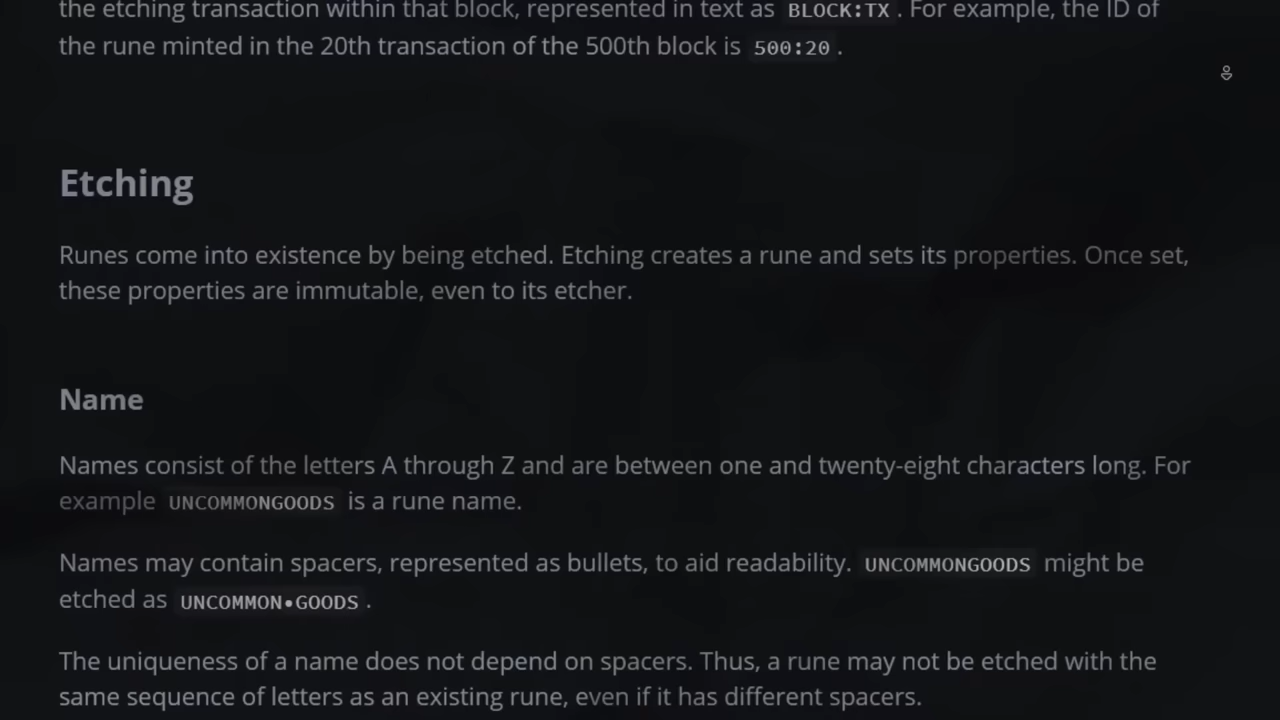 the etching transaction within that block, represented in text as BLOCK:TX. For example, the ID of
the rune minted in the 20th transaction of the 500th block is 500:20.
Etching
Runes come into existence by being etched. Etching creates a rune and sets its properties. Once set,
these properties are immutable, even to its etcher.
Name
Names consist of the letters A through Z and are between one and twenty-eight characters long. For
example UNCOMMONGOODS is a rune name.
Names may contain spacers, represented as bullets, to aid readability. UNCOMMONGOODS might be
etched as UNCOMMON•GOODS.
The uniqueness of a name does not depend on spacers. Thus, a rune may not be etched with the
same sequence of letters as an existing rune, even if it has different spacers.